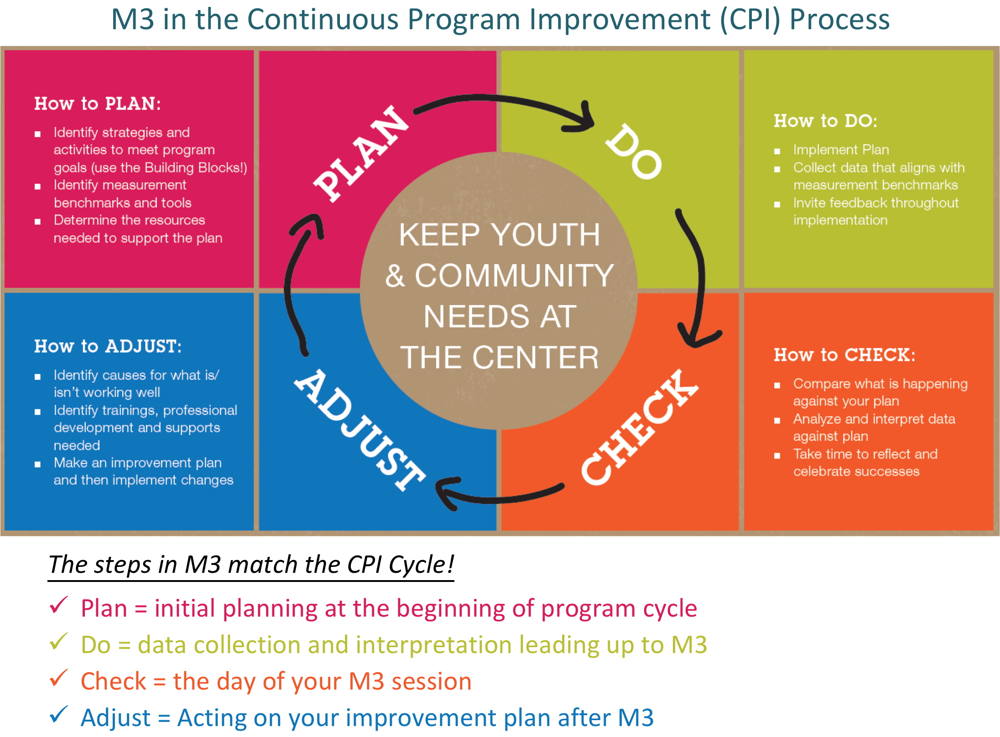 M3 in the Continuous Program Improvement (CPI) Process
How to PLAN:
▪ Identify strategies and
activities to meet program
goals (use the Building Blocks!)
▪ Identify measurement
benchmarks and tools
▪ Determine the resources
needed to support the plan
PLAN
DO
How to DO:
▪ Implement Plan
▪ Collect data that aligns with
measurement benchmarks
▪ Invite feedback throughout
implementation
KEEP YOUTH
& COMMUNITY
NEEDS AT
THE CENTER
How to ADJUST:
▪ Identify causes for what is/
isn't working well
▪ Identify trainings, professional
development and supports
needed
▪ Make an improvement plan
and then implement changes
ADJUST
CHECK
How to CHECK:
▪ Compare what is happening
against your plan
▪ Analyze and interpret data
against plan
▪ Take time to reflect and
celebrate successes
The steps in M3 match the CPI Cycle!
✓ Plan = initial planning at the beginning of program cycle
✓ Do = data collection and interpretation leading up to M3
✓ Check = the day of your M3 session
✓ Adjust = Acting on your improvement plan after M3